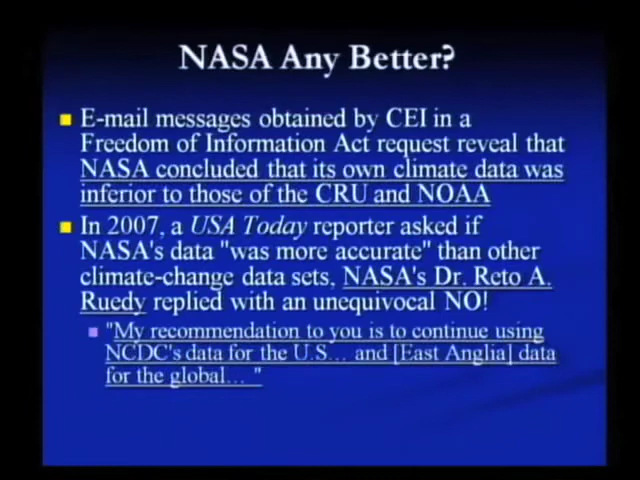 NASA Any Better?
E-mail messages obtained by CEI in a
Freedom of Information Act request reveal that
NASA concluded that its own climate data was
inferior to those of the CRU and NOAA
In 2007, a USA Today reporter asked if
NASA's data "was more accurate" than other
climate-change data sets, NASA's Dr. Reto A.
Ruedy replied with an unequivocal NO!
"My recommendation to you is to continue using
NCDC's data for the U.S... and [East Anglia] data
for the global... "